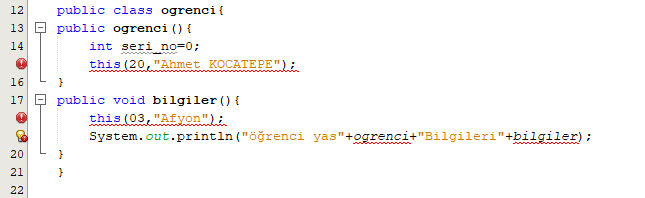 12 public class ogrenci{
13 public ogrenci(){
14 int seri_no=0;
this(20,"Ahmet KOCATEPE");
16 }
17 public void bilgiler(){
this(03,"Afyon");
System.out.println("öğrenci yas"+ogrenci+"Bilgileri"+bilgiler);
20 }
21 }
22